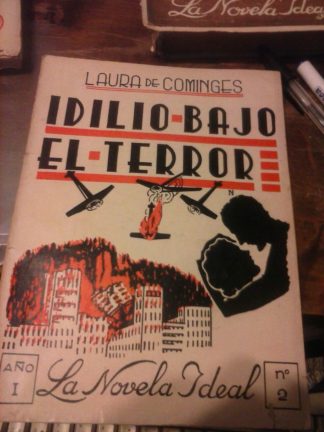 La Novela Ideal
LAURA DE COMINGES
IDILIO-BAJO
EL-TERROR
N
AÑO
I
La Novela Ideal
nº
2